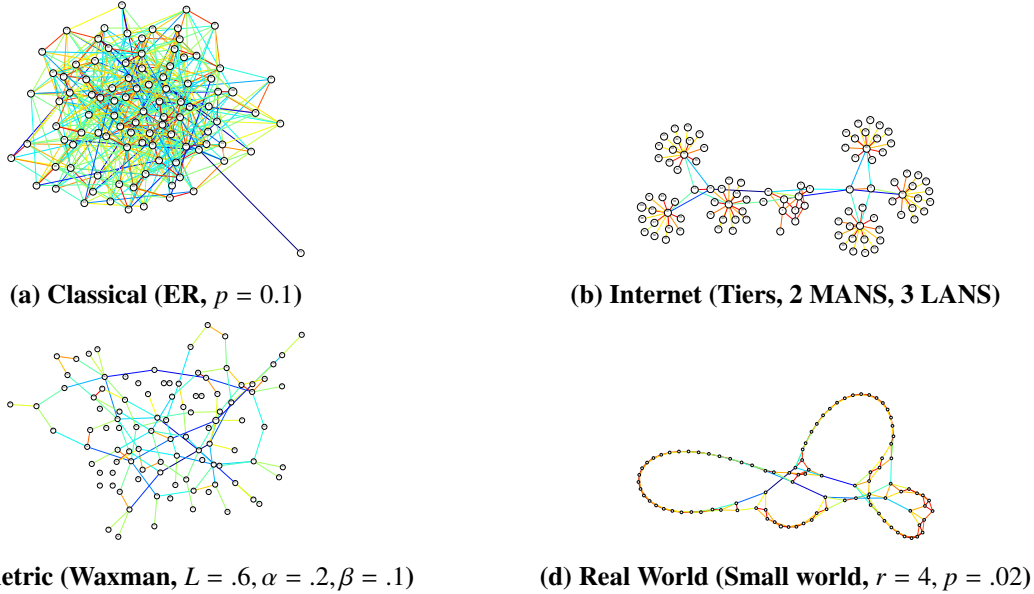 (a) Classical (ER, p = 0.1)
(b) Internet (Tiers, 2 MANS, 3 LANS)
etric (Waxman, L = .6, α = .2, β = .1)
(d) Real World (Small world, r = 4, p = .02)